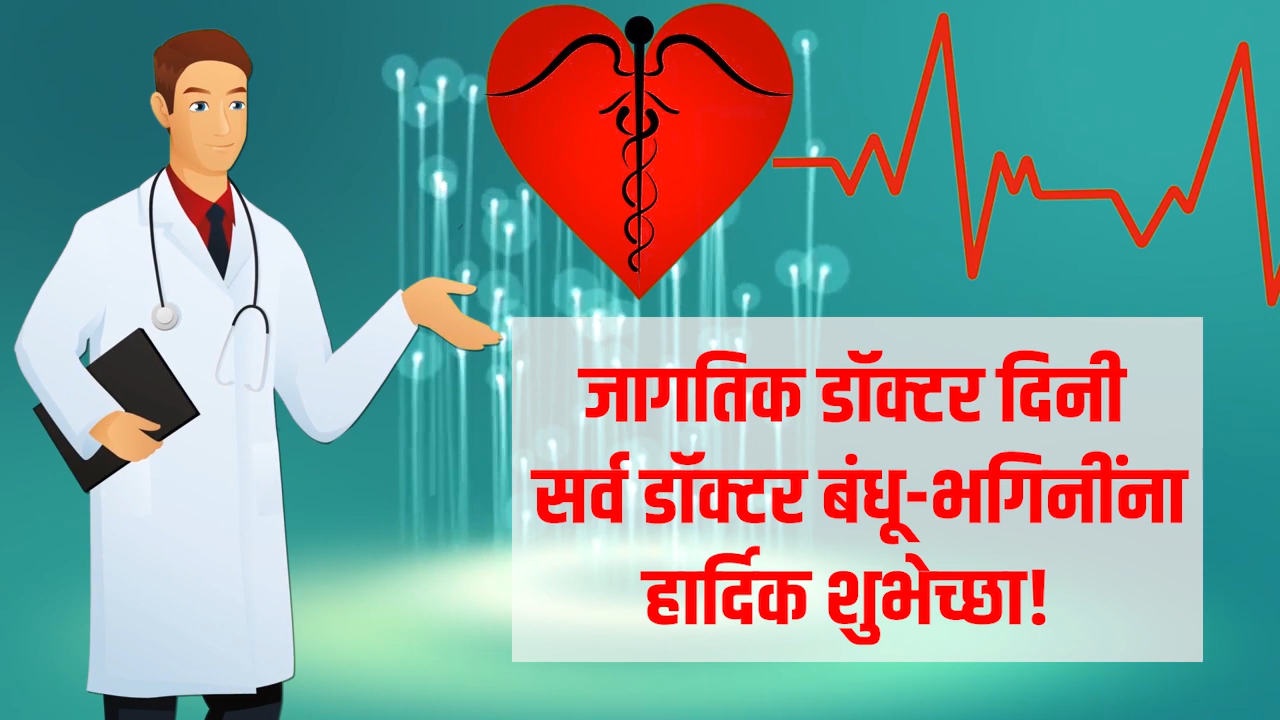 जागतिक डॉक्टर दिनी
सर्व डॉक्टर बंधू-भगिनींना
हार्दिक शुभेच्छा!